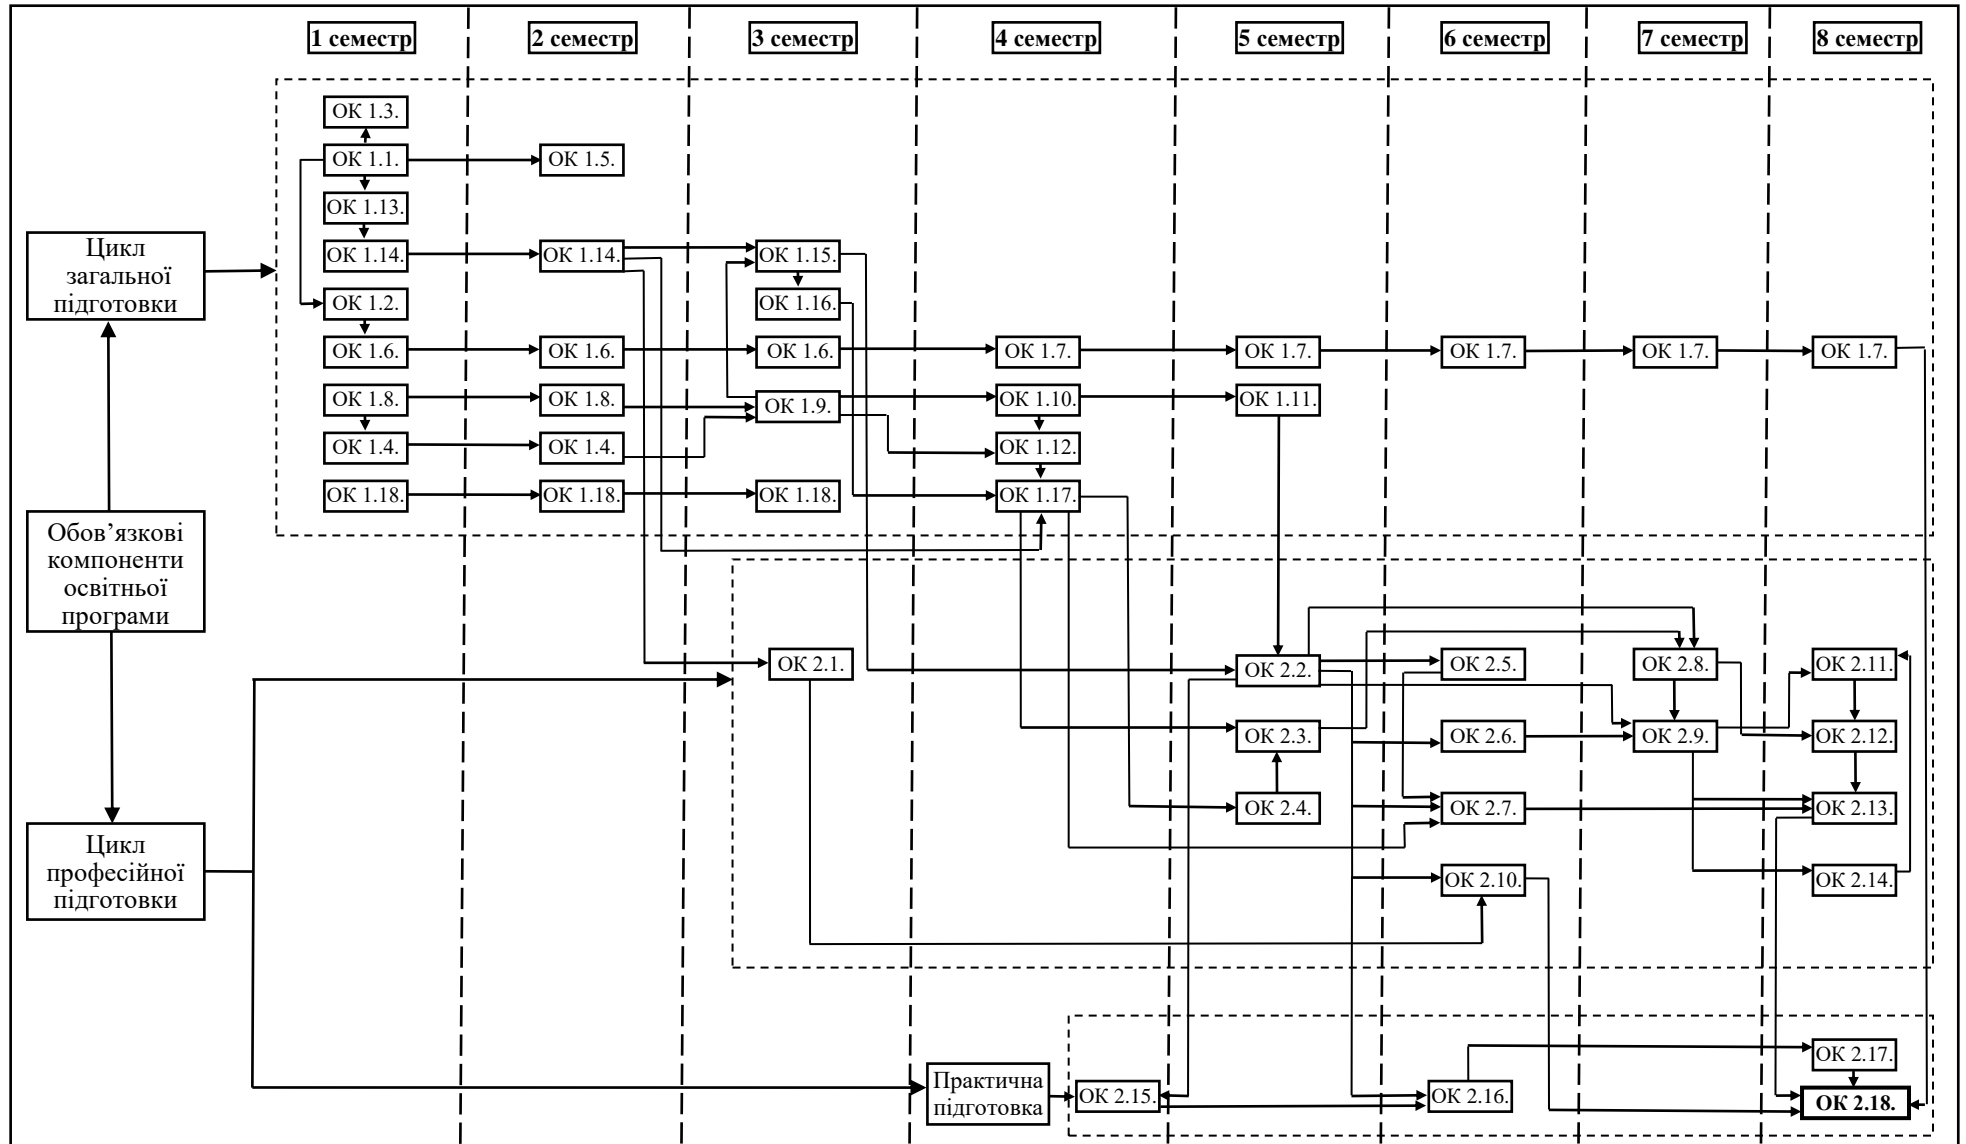 1 семестр
2 семестр
3 семестр
4 семестр
5 семестр
6 семестр
7 семестр
8 семестр
ОК 1.3.
ОК 1.1.
ОК 1.5.
ОК 1.13.
Цикл
загальної
підготовки
ОК 1.14.
ОК 1.14.
ОК 1.15.
ОК 1.2.
ОК 1.16.
ОК 1.6.
ОК 1.6.
ОК 1.6.
ОК 1.7.
ОК 1.7.
ОК 1.7.
ОК 1.7.
ОК 1.7.
ОК 1.8.
ОК 1.8.
ОК 1.9.
ОК 1.10.
ОК 1.11.
ОК 1.4.
ОК 1.4.
ОК 1.12.
ОК 1.18.
ОК 1.18.
ОК 1.18.
ОК 1.17.
Обов’язкові
компоненти
освітньої
програми
ОК 2.1.
ОК 2.2.
ОК 2.5.
ОК 2.8.
ОК 2.11.
ОК 2.3.
ОК 2.6.
ОК 2.9.
ОК 2.12.
ОК 2.4.
ОК 2.7.
ОК 2.13.
Цикл
професійної
підготовки
ОК 2.10.
ОК 2.14.
ОК 2.17.
Практична
підготовка
ОК 2.15.
ОК 2.16.
ОК 2.18.